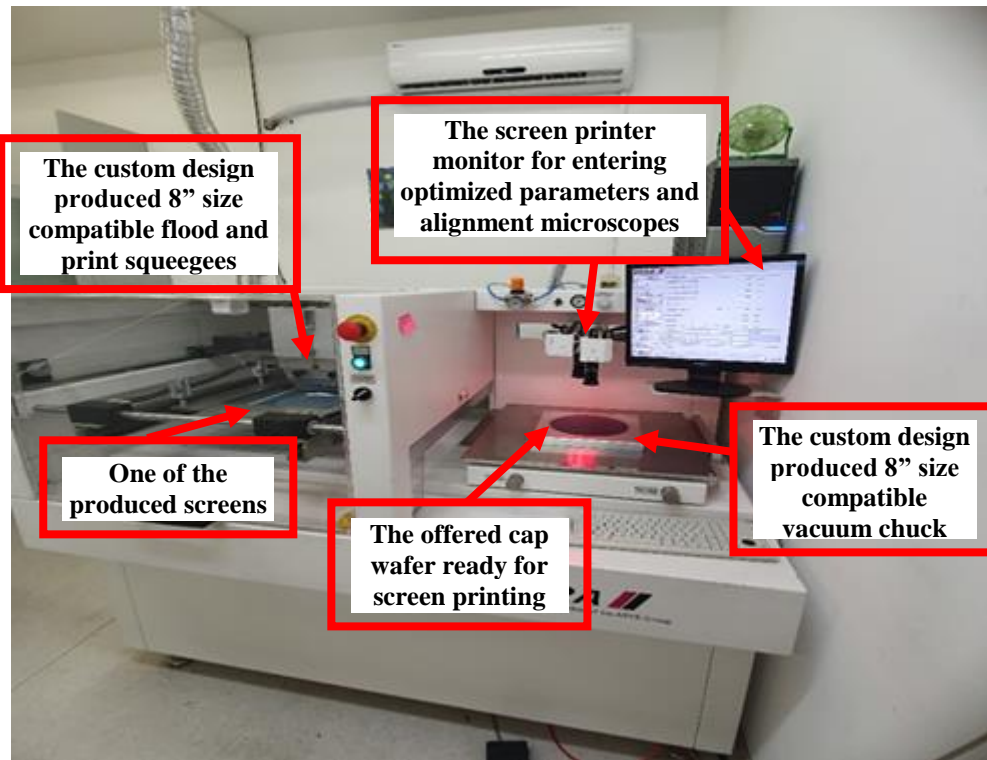 The custom design
produced 8” size
compatible flood and
print squeegees
The screen printer
monitor for entering
optimized parameters and
alignment microscopes
One of the
produced screens
The offered cap
wafer ready for
screen printing
The custom design
produced 8” size
compatible
vacuum chuck